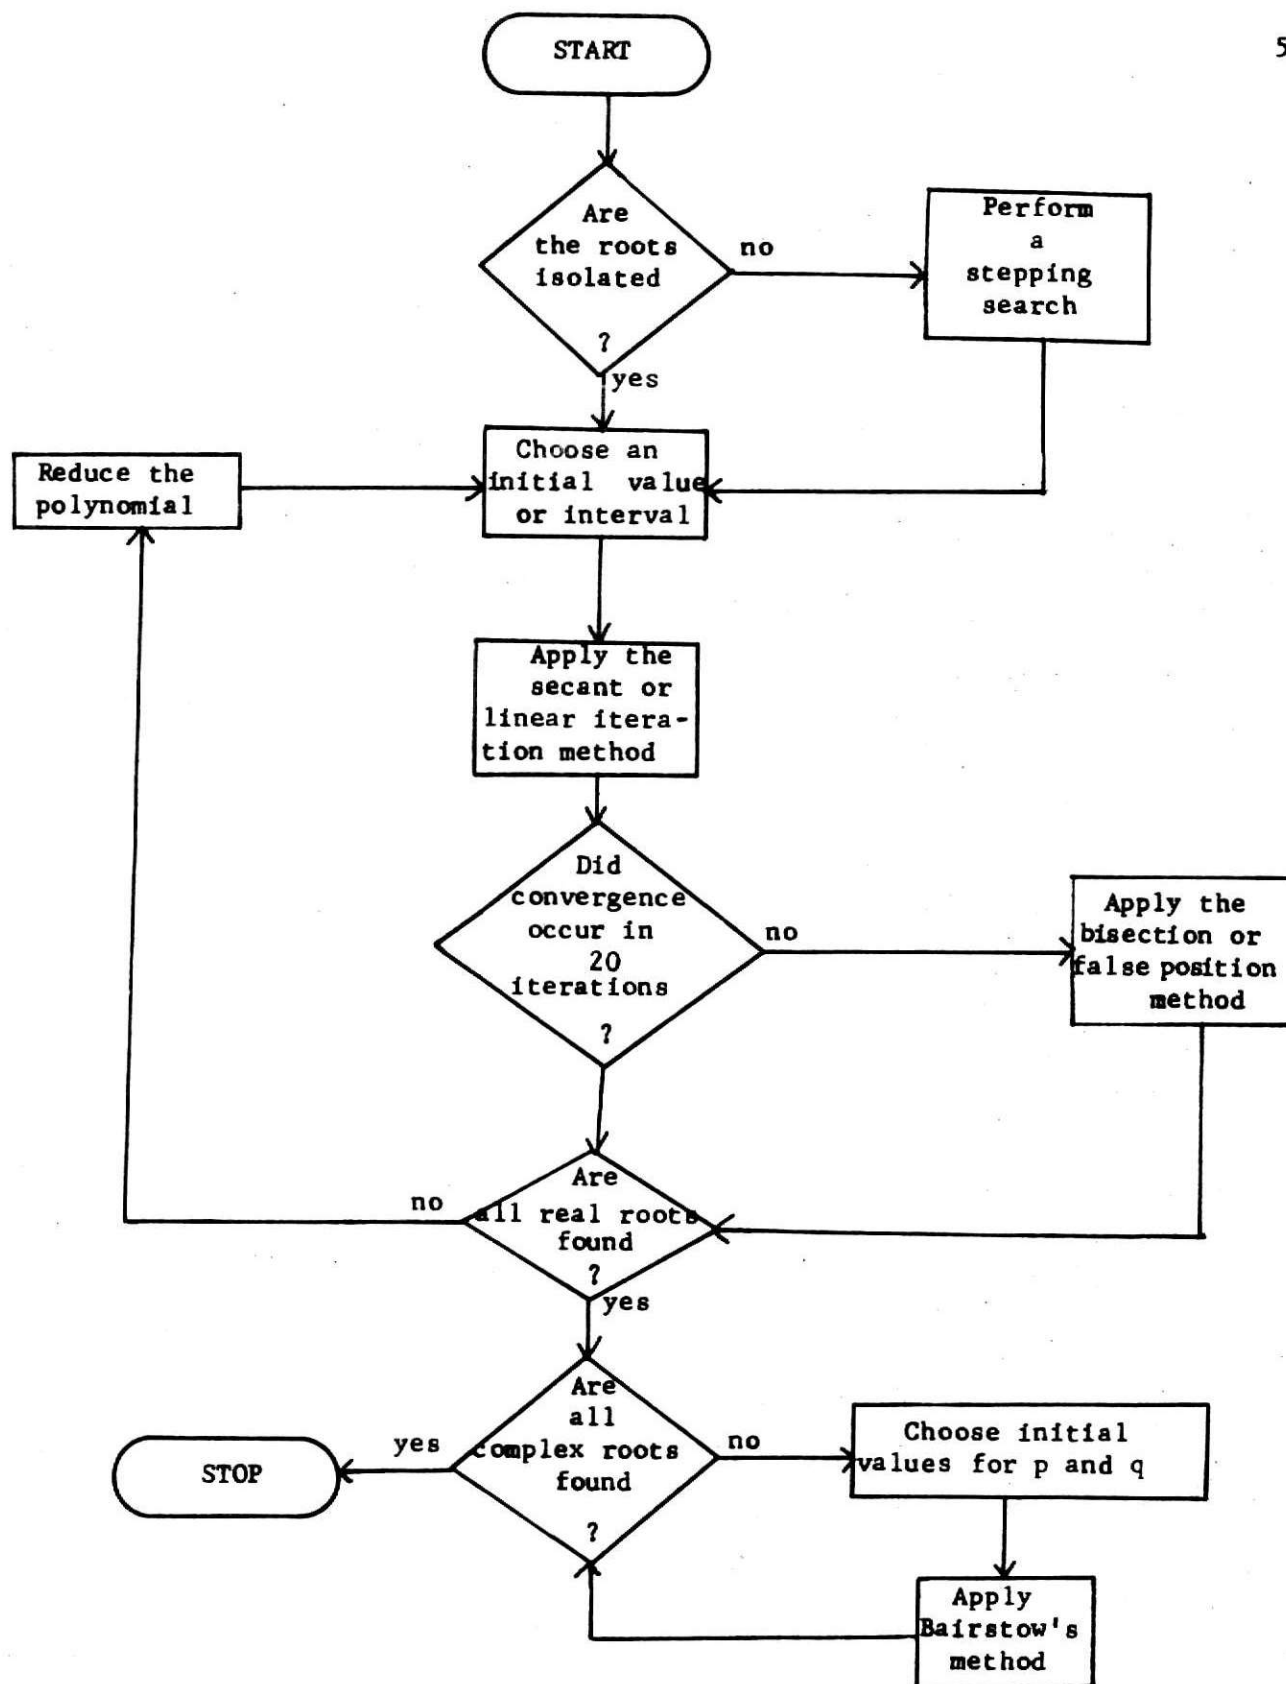 5
START
Are
the roots
isolated
?
no
yes
Perform
a
stepping
search
Reduce the
polynomial
Choose an
initial value
or interval
Apply the
secant or
linear itera-
tion method
Did
convergence
occur in
20
iterations
?
no
Apply the
bisection or
false position
method
Are
all real roots
found
?
no
yes
Are
all
complex roots
found
?
yes
no
STOP
Choose initial
values for p and q
Apply
Bairstow's
method